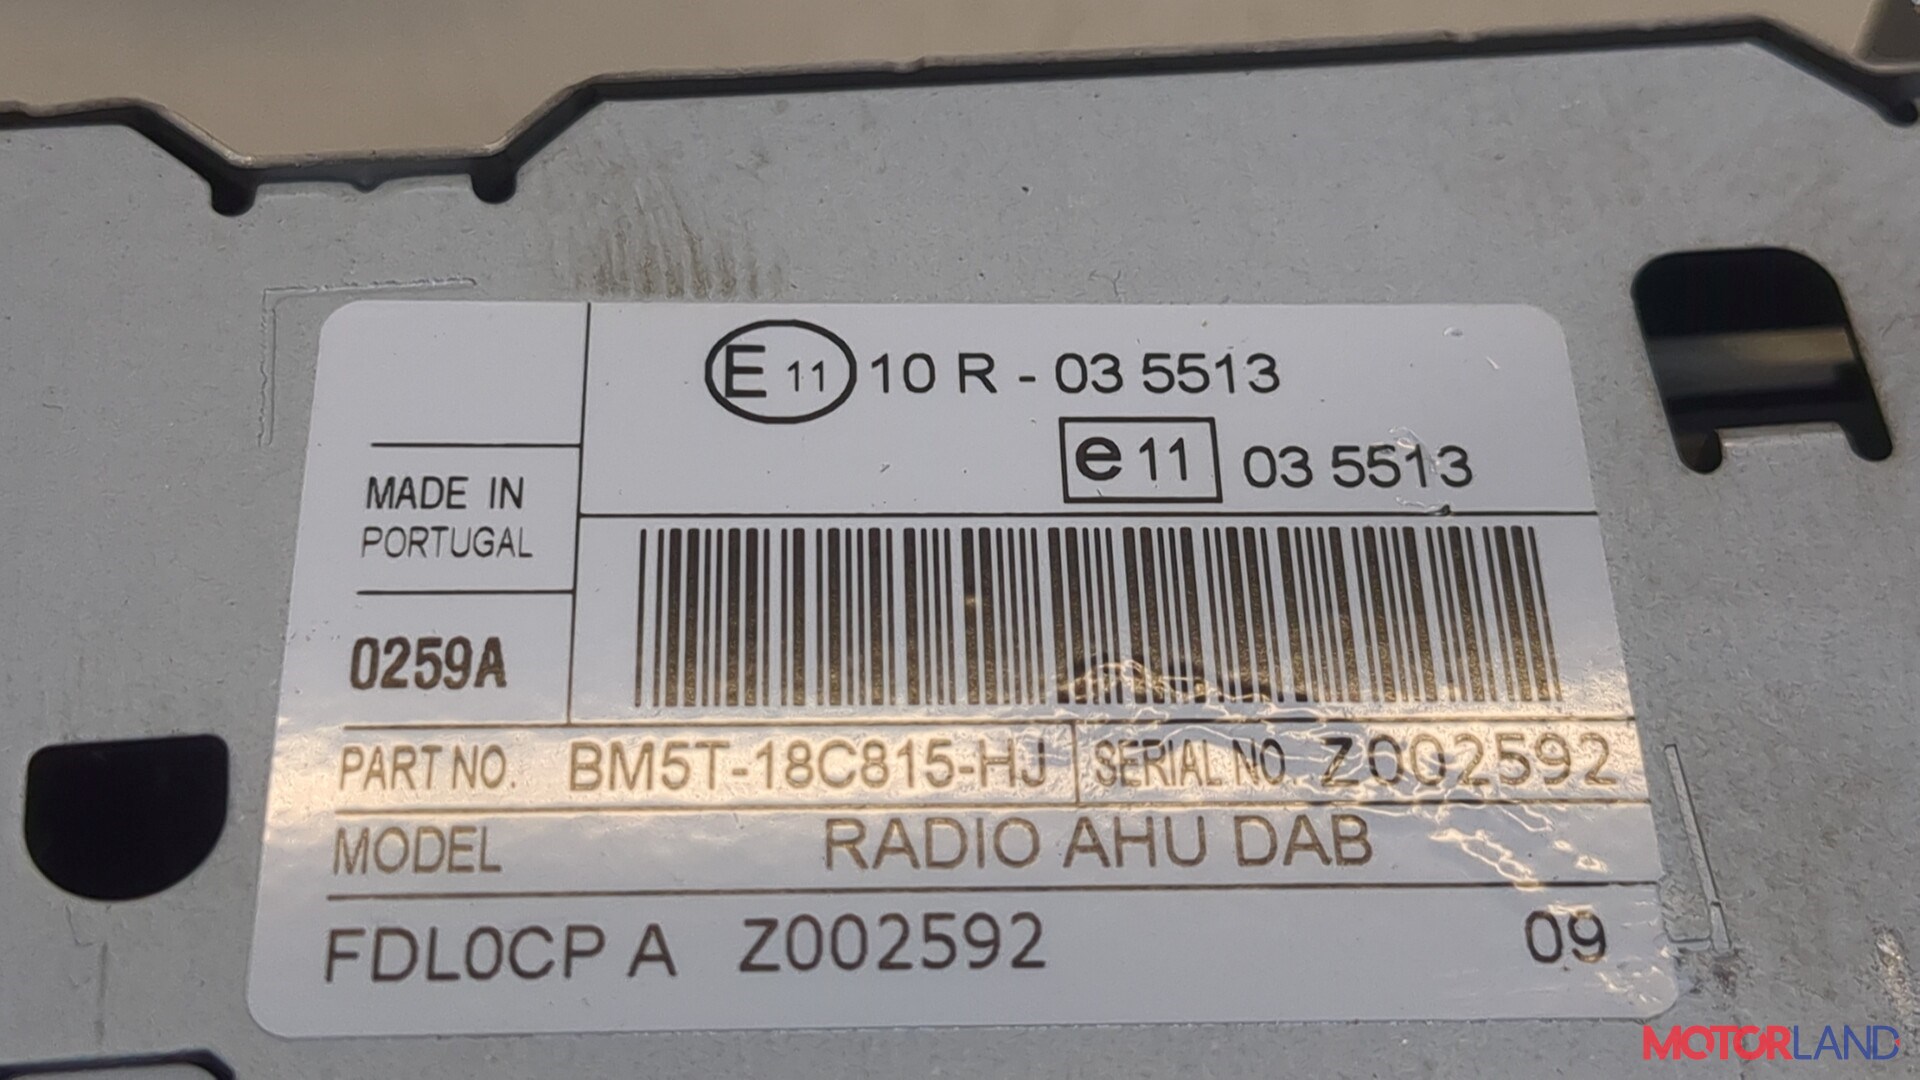 E 11 10 R - 03 5513
e 11 03 5513
MADE IN
PORTUGAL
0259A
PART NO. BM5T-18C815-HJ SERIAL NO Z002592
MODEL RADIO AHU DAB
FDL0CP A Z002592 09
MOTORLAND